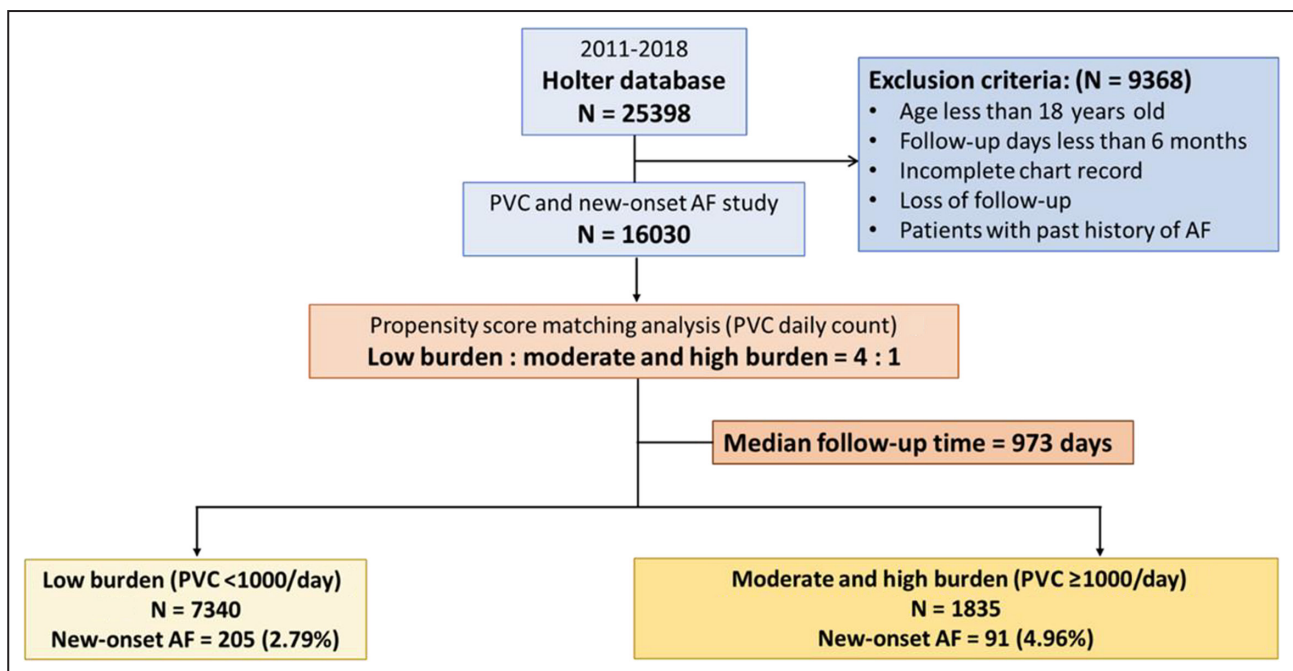 2011-2018
Holter database
N = 25398
Exclusion criteria: (N = 9368)
• Age less than 18 years old
• Follow-up days less than 6 months
• Incomplete chart record
• Loss of follow-up
• Patients with past history of AF
PVC and new-onset AF study
N = 16030
Propensity score matching analysis (PVC daily count)
Low burden : moderate and high burden = 4 : 1
Median follow-up time = 973 days
Low burden (PVC <1000/day)
N = 7340
New-onset AF = 205 (2.79%)
Moderate and high burden (PVC ≥1000/day)
N = 1835
New-onset AF = 91 (4.96%)